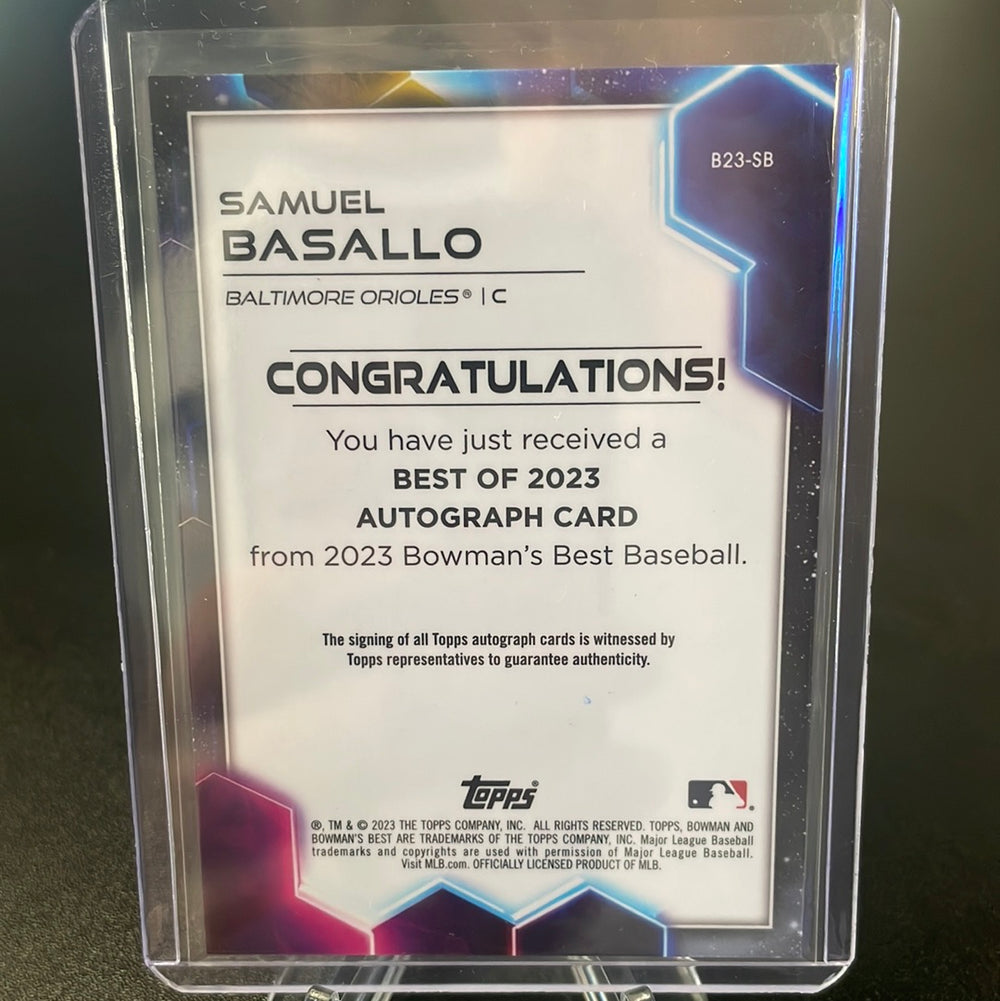 B23-SB
SAMUEL
BASALLO
BALTIMORE ORIOLES® | C
CONGRATULATIONS!
You have just received a
BEST OF 2023
AUTOGRAPH CARD
from 2023 Bowman's Best Baseball.
The signing of all Topps autograph cards is witnessed by
Topps representatives to guarantee authenticity.
Topps®
®, TM & © 2023 THE TOPPS COMPANY, INC. ALL RIGHTS RESERVED. TOPPS, BOWMAN AND
BOWMAN'S BEST ARE TRADEMARKS OF THE TOPPS COMPANY, INC. Major League Baseball
trademarks and copyrights are used with permission of Major League Baseball.
Visit MLB.com. OFFICIALLY LICENSED PRODUCT OF MLB.